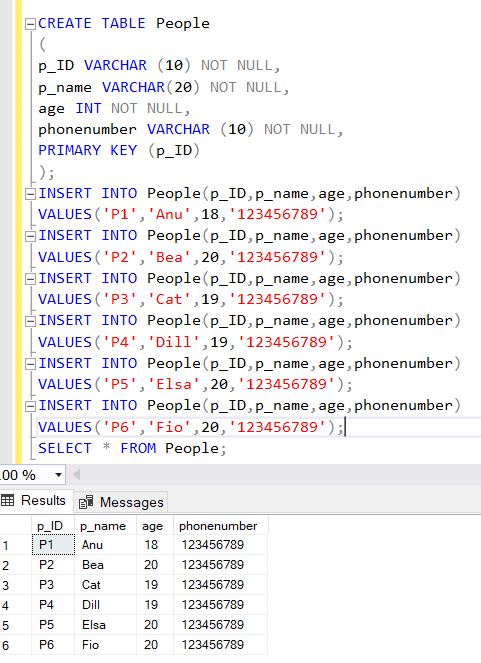 CREATE TABLE People
(
p_ID VARCHAR (10) NOT NULL,
p_name VARCHAR(20) NOT NULL,
age INT NOT NULL,
phonenumber VARCHAR (10) NOT NULL,
PRIMARY KEY (p_ID)
);
INSERT INTO People(p_ID,p_name,age,phonenumber)
VALUES('P1','Anu',18,'123456789');
INSERT INTO People(p_ID,p_name,age,phonenumber)
VALUES('P2','Bea',20,'123456789');
INSERT INTO People(p_ID,p_name,age,phonenumber)
VALUES('P3','Cat',19,'123456789');
INSERT INTO People(p_ID,p_name,age,phonenumber)
VALUES('P4','Dill',19,'123456789');
INSERT INTO People(p_ID,p_name,age,phonenumber)
VALUES('P5','Elsa',20,'123456789');
INSERT INTO People(p_ID,p_name,age,phonenumber)
VALUES('P6','Fio',20,'123456789');
SELECT * FROM People;
.00 %
Results Messages
p_ID p_name age phonenumber
1 P1 Anu 18 123456789
2 P2 Bea 20 123456789
3 P3 Cat 19 123456789
4 P4 Dill 19 123456789
5 P5 Elsa 20 123456789
6 P6 Fio 20 123456789